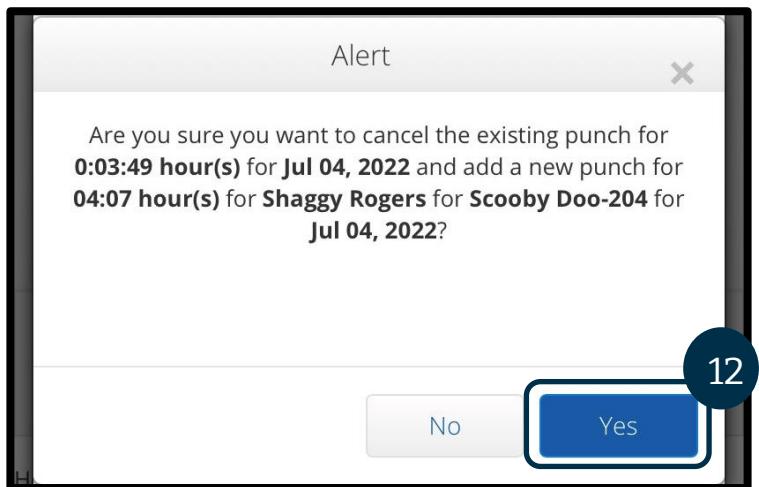 Alert
×
Are you sure you want to cancel the existing punch for
0:03:49 hour(s) for Jul 04, 2022 and add a new punch for
04:07 hour(s) for Shaggy Rogers for Scooby Doo-204 for
Jul 04, 2022?
12
No
Yes
H